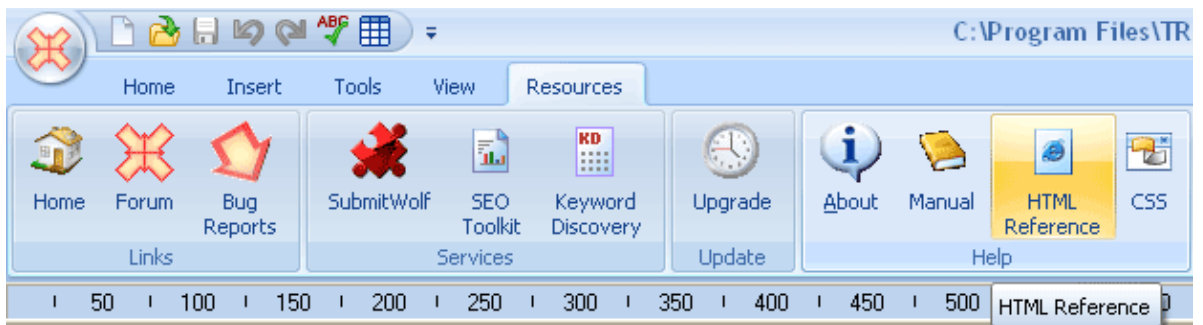 ABC
C:\Program Files\TR
Home Insert Tools View Resources
KD
Home Forum Bug Reports SubmitWolf SEO Toolkit Keyword Discovery Upgrade About Manual HTML Reference CSS
Links Services Update Help
50 100 150 200 250 300 350 400 450 500
HTML Reference